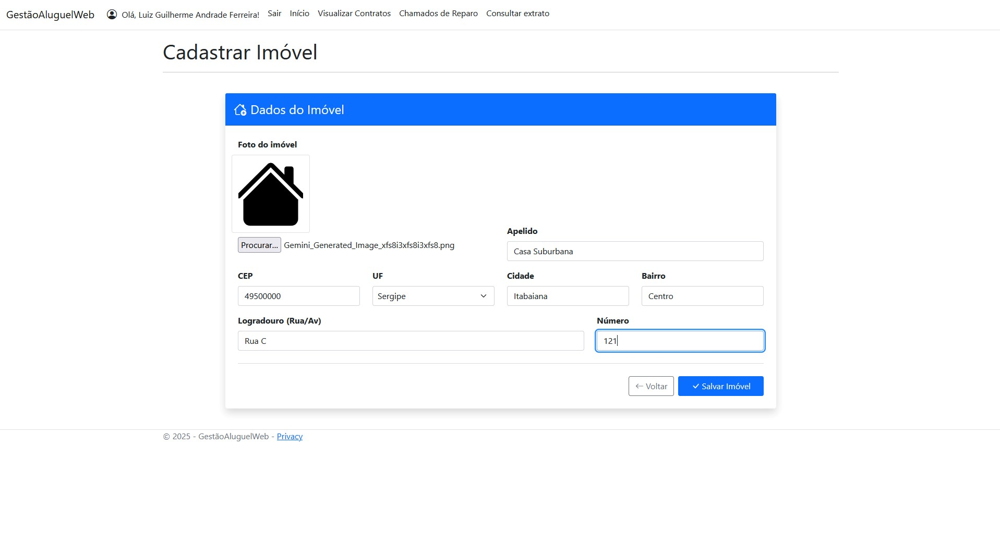 GestãoAluguelWeb Olá, Luiz Guilherme Andrade Ferreira! Sair Início Visualizar Contratos Chamados de Reparo Consultar extrato
Cadastrar Imóvel
Dados do Imóvel
Foto do imóvel
Procurar... Gemini_Generated_Image_xfs8i3xfs8i3xfs8.png
Apelido
Casa Suburbana
CEP UF Cidade Bairro
49500000 Sergipe Itabaiana Centro
Logradouro (Rua/Av) Número
Rua C 121
Voltar Salvar Imóvel
© 2025 - GestãoAluguelWeb - Privacy